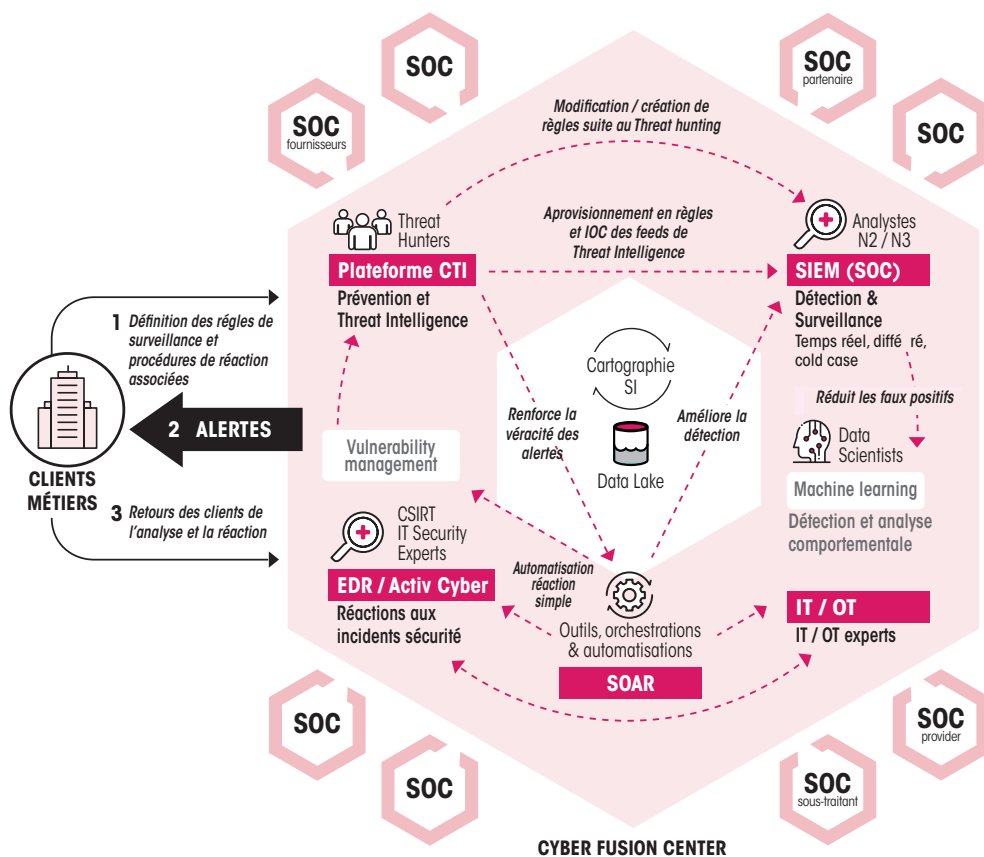 SOC
SOC
fournisseurs
SOC
partenaire
SOC
Modification / création de
règles suite au Threat hunting
Threat
Hunters
Plateforme CTI
Prévention et
Threat Intelligence
Aprovisionnement en règles
et IOC des feeds de
Threat Intelligence
Analystes
N2 / N3
SIEM (SOC)
Détection &
Surveillance
Temps réel, diffé ré,
cold case
1 Définition des régles de
surveillance et
procédures de réaction
associées
2 ALERTES
CLIENTS
MÉTIERS
3 Retours des clients de
l'analyse et la réaction
Cartographie
SI
Data Lake
Renforce la
véracité des
alertes
Améliore la
détection
Réduit les faux positifs
Data
Scientists
Machine learning
Détection et analyse
comportementale
Vulnerability
management
CSIRT
IT Security
Experts
EDR / Activ Cyber
Réactions aux
incidents sécurité
Automatisation
réaction
simple
Outils, orchestrations
& automatisations
SOAR
IT / OT
IT / OT experts
SOC
SOC
SOC
provider
SOC
sous-traitant
CYBER FUSION CENTER